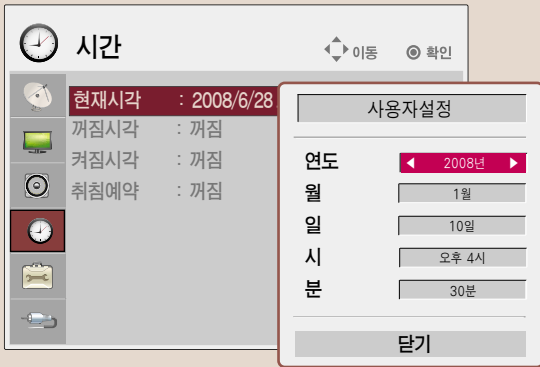 시간
이동 확인
현재시각 : 2008/6/28
꺼짐시각 : 꺼짐
켜짐시각 : 꺼짐
취침예약 : 꺼짐
사용자설정
연도 2008년
월 1월
일 10일
시 오후 4시
분 30분
닫기